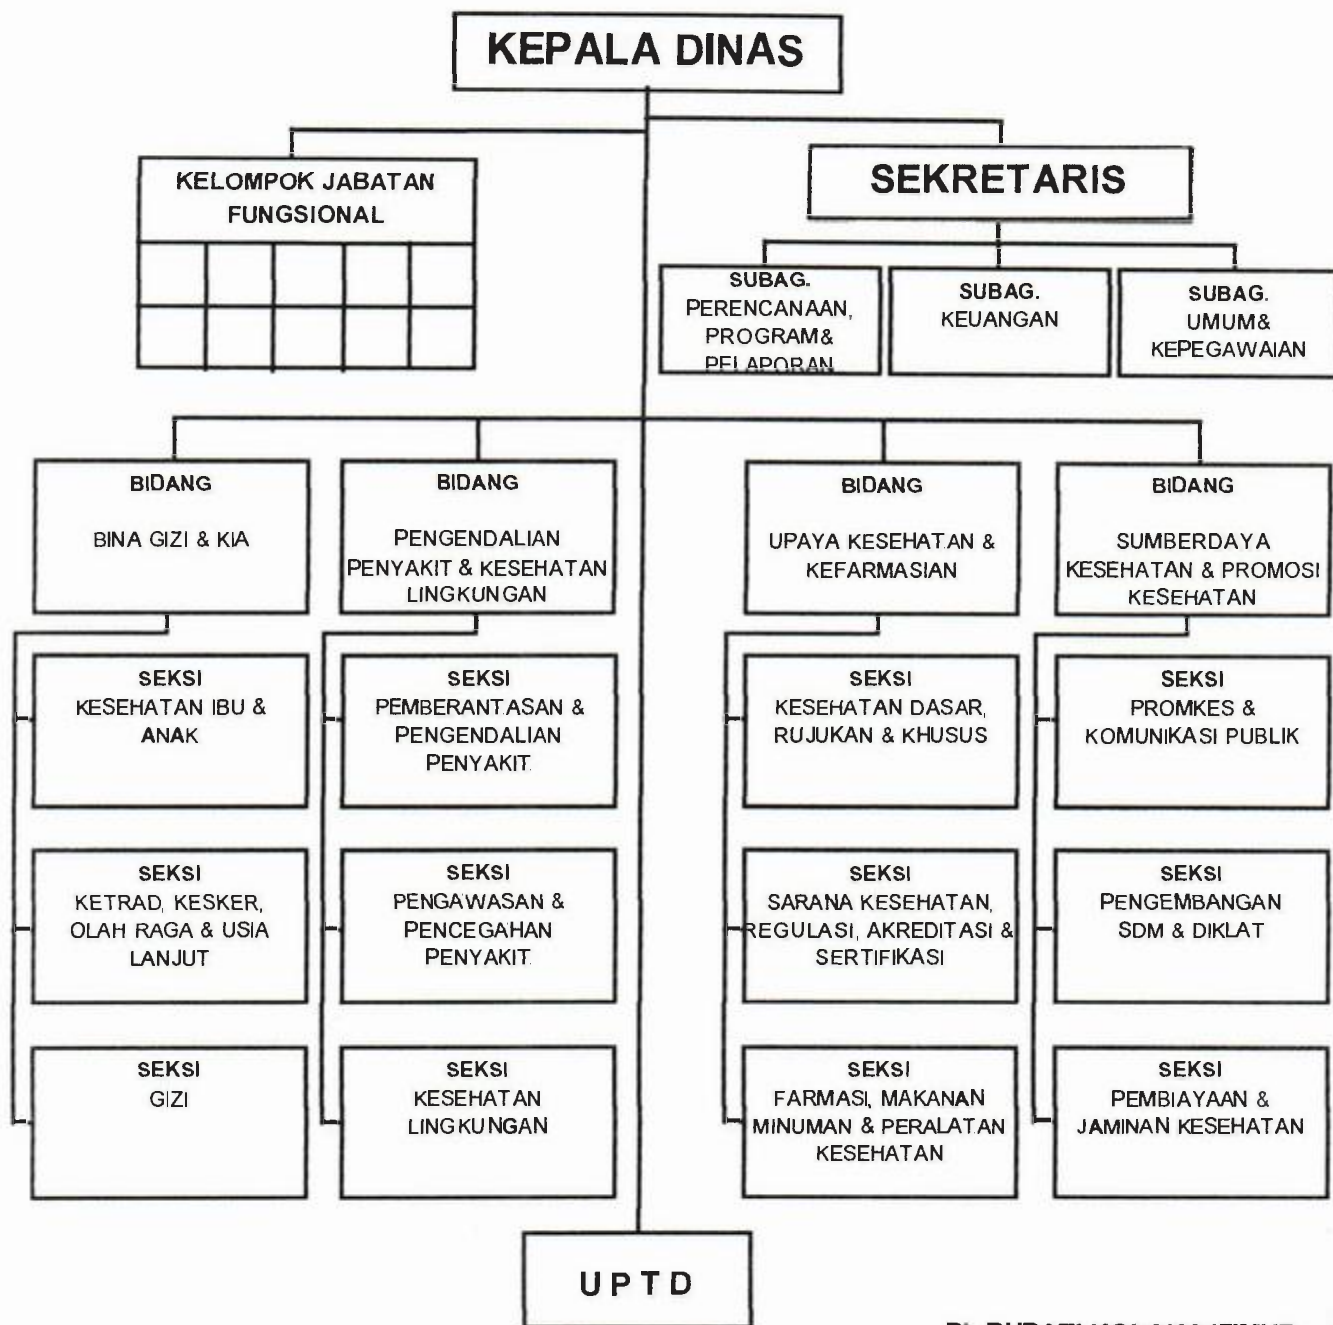 KEPALA DINAS
KELOMPOK JABATAN
FUNGSIONAL
SEKRETARIS
SUBAG.
PERENCANAAN,
PROGRAM&
PELAPORAN
SUBAG.
KEUANGAN
SUBAG.
UMUM&
KEPEGAWAIAN
BIDANG
BINA GIZI & KIA
BIDANG
PENGENDALIAN
PENYAKIT & KESEHATAN
LINGKUNGAN
BIDANG
UPAYA KESEHATAN &
KEFARMASIAN
BIDANG
SUMBERDAYA
KESEHATAN & PROMOSI
KESEHATAN
SEKSI
KESEHATAN IBU &
ANAK
SEKSI
PEMBERANTASAN &
PENGENDALIAN
PENYAKIT
SEKSI
KESEHATAN DASAR,
RUJUKAN & KHUSUS
SEKSI
PROMKES &
KOMUNIKASI PUBLIK
SEKSI
KETRAD, KESKER,
OLAH RAGA & USIA
LANJUT
SEKSI
PENGAWASAN &
PENCEGAHAN
PENYAKIT
SEKSI
SARANA KESEHATAN,
REGULASI, AKREDITASI &
SERTIFIKASI
SEKSI
PENGEMBANGAN
SDM & DIKLAT
SEKSI
GIZI
SEKSI
KESEHATAN
LINGKUNGAN
SEKSI
FARMASI, MAKANAN
MINUMAN & PERALATAN
KESEHATAN
SEKSI
PEMBIAYAAN &
JAMINAN KESEHATAN
U P T D